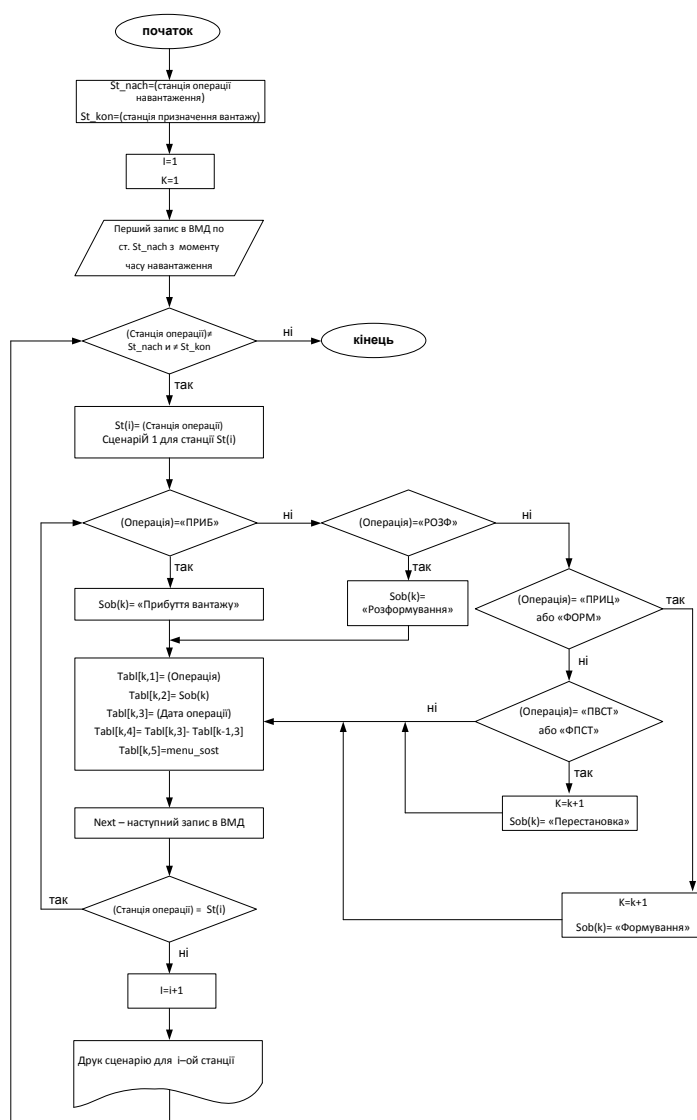 початок
St_nach=(станція операції
навантаження)
St_kon=(станція призначення вантажу)
I=1
K=1
Перший запис в ВМД по
ст. St_nach з моменту
часу навантаження
(Станція операції)≠
St_nach и ≠ St_kon
ні
кінець
так
St(i)= (Станція операції)
СценарІЙ 1 для станції St(i)
(Операція)=«ПРИБ»
ні
(Операція)=«РОЗФ»
ні
так
так
Sob(k)= «Прибуття вантажу»
Sob(k)=
«Розформування»
(Операція)= «ПРИЦ»
або «ФОРМ»
так
ні
Tabl[k,1]= (Операція)
Tabl[k,2]= Sob(k)
Tabl[k,3]= (Дата операції)
Tabl[k,4]= Tabl[k,3]- Tabl[k-1,3]
Tabl[k,5]=menu_sost
ні
(Операція)= «ПВСТ»
або «ФПСТ»
так
K=k+1
Sob(k)= «Перестановка»
Next – наступний запис в ВМД
так
(Станція операції) = St(i)
K=k+1
Sob(k)= «Формування»
ні
I=i+1
Друк сценарію для i–ой станції